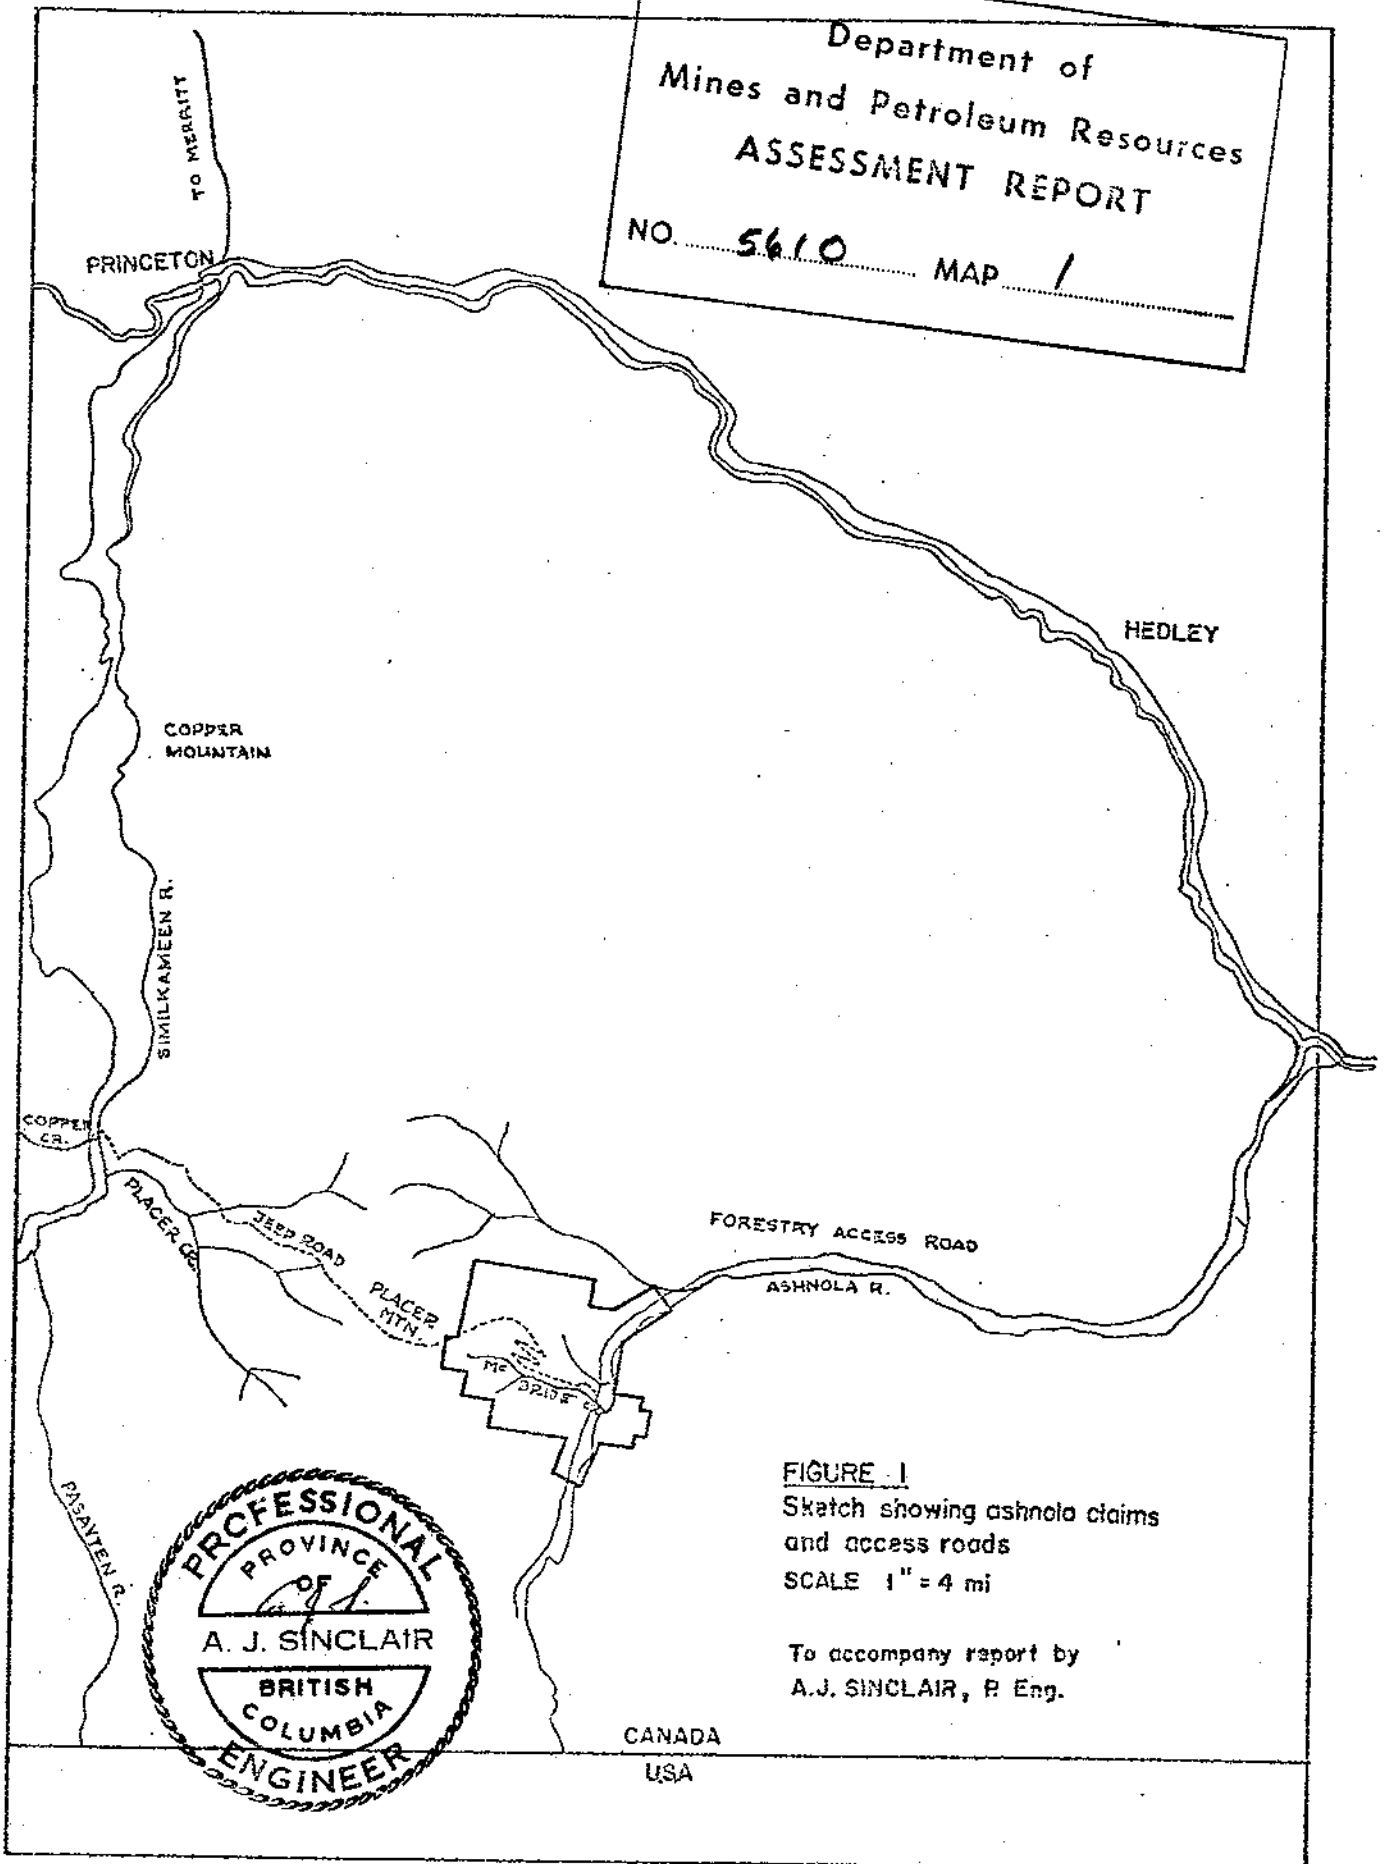 Department of
Mines and Petroleum Resources
ASSESSMENT REPORT
NO. 5610 MAP 1
TO MERRITT
PRINCETON
HEDLEY
COPPER
MOUNTAIN
SIMILKAMEEN R.
COPPER
CR.
PLACER CR.
JEEP ROAD
PLACER
MTN.
FORESTRY ACCESS ROAD
ASHNOLA R.
Mc
BRIDE C
PASAYTEN R.
FIGURE 1
Sketch showing ashnola claims
and access roads
SCALE 1" = 4 mi
To accompany report by
A.J. SINCLAIR, P. Eng.
PROFESSIONAL
PROVINCE
OF
A. J. SINCLAIR
BRITISH
COLUMBIA
ENGINEER
CANADA
USA